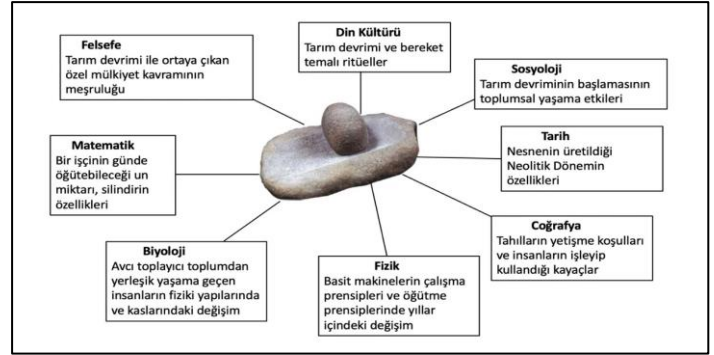 Felsefe
Tarım devrimi ile ortaya çıkan
özel mülkiyet kavramının
meşruluğu
Din Kültürü
Tarım devrimi ve bereket
temalı ritüeller
Sosyoloji
Tarım devriminin başlamasının
toplumsal yaşama etkileri
Matematik
Bir işçinin günde
öğütebileceği un
miktarı, silindirin
özellikleri
Tarih
Nesnenin üretildiği
Neolitik Dönemin
özellikleri
Biyoloji
Avcı toplayıcı toplumdan
yerleşik yaşama geçen
insanların fiziki yapılarında
ve kaslarındaki değişim
Fizik
Basit makinelerin çalışma
prensipleri ve öğütme
prensiplerinde yıllar
içindeki değişim
Coğrafya
Tahılların yetişme koşulları
ve insanların işleyip
kullandığı kayaçlar